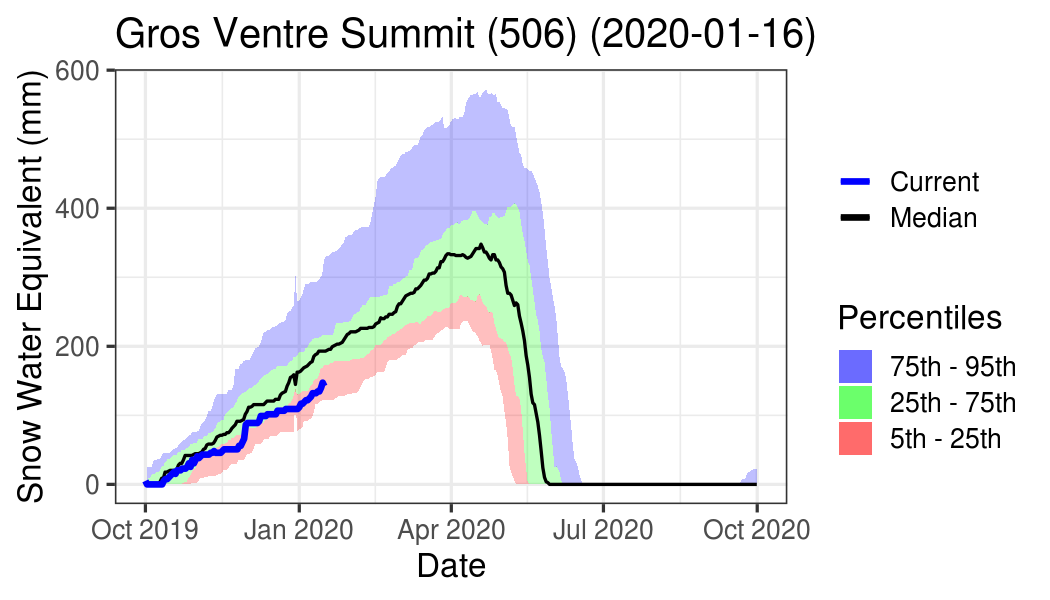 Gros Ventre Summit (506) (2020-01-16)
Snow Water Equivalent (mm)
600
400
200
0
Oct 2019 Jan 2020 Apr 2020 Jul 2020 Oct 2020
Date
Current
Median
Percentiles
75th - 95th
25th - 75th
5th - 25th